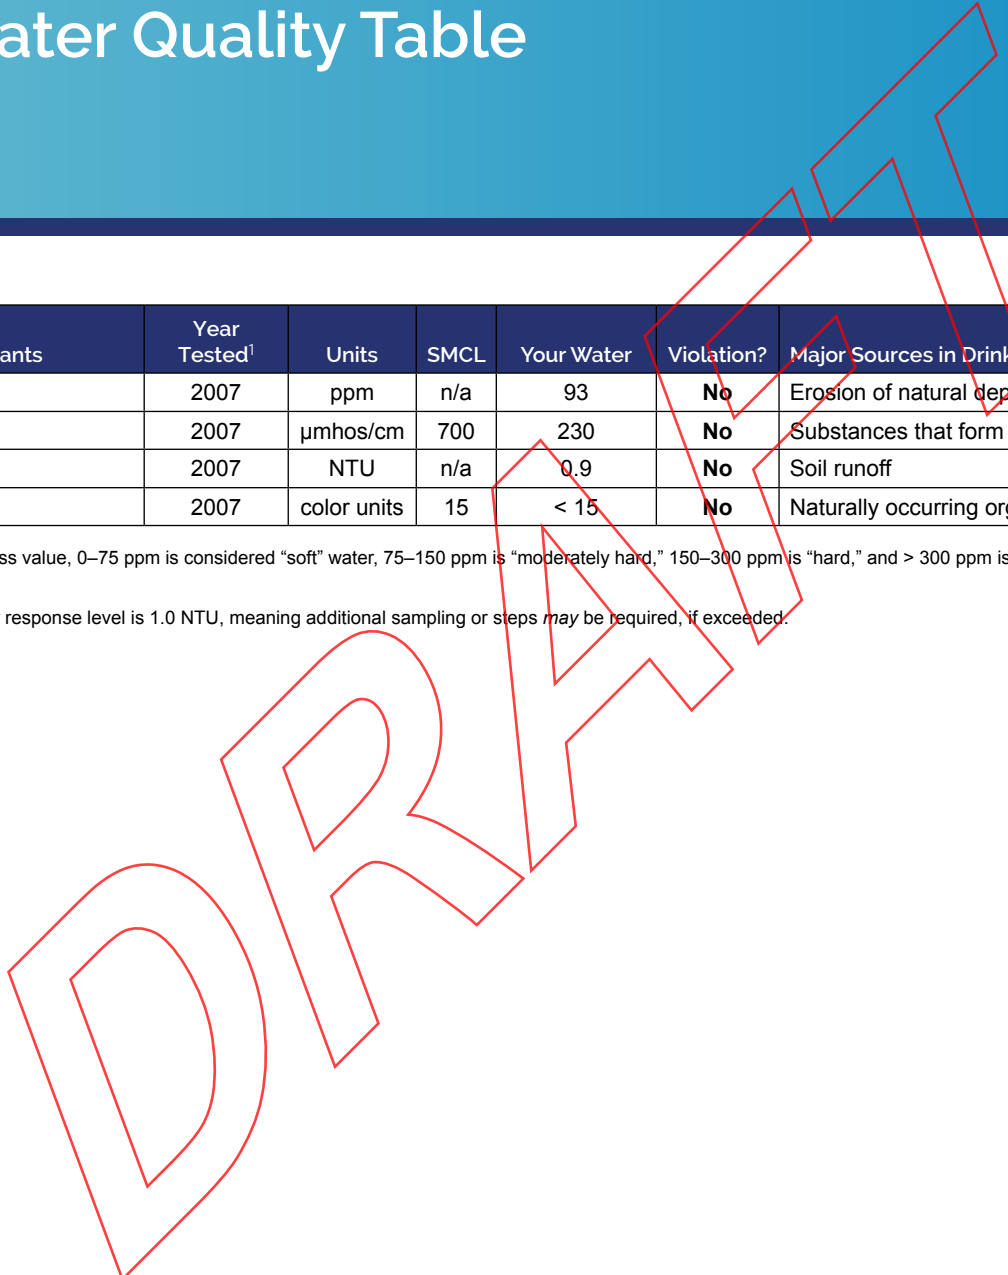 ater Quality Table
ants Year Tested1 Units SMCL Your Water Violation? Major Sources in Drink
2007 ppm n/a 93 No Erosion of natural dep
2007 µmhos/cm 700 230 No Substances that form
2007 NTU n/a 0.9 No Soil runoff
2007 color units 15 < 15 No Naturally occurring org
ss value, 0–75 ppm is considered “soft” water, 75–150 ppm is “moderately hard,” 150–300 ppm is “hard,” and > 300 ppm is
response level is 1.0 NTU, meaning additional sampling or steps may be required, if exceeded.
DRAFT